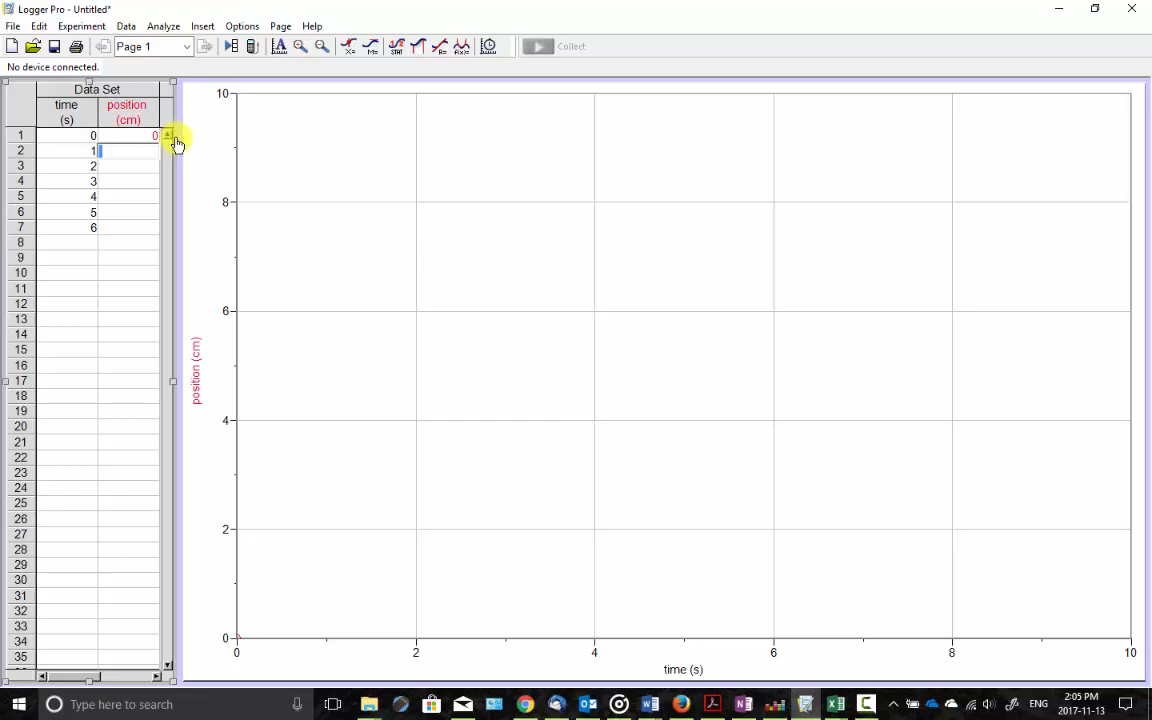 Logger Pro - Untitled*
File Edit Experiment Data Analyze Insert Options Page Help
Page 1
Collect
No device connected.
Data Set
time position
(s) (cm)
1 0 0
2 1
3 2
4 3
5 4
6 5
7 6
8
9
10
11
12
13
14
15
16
17
18
19
20
21
22
23
24
25
26
27
28
29
30
31
32
33
34
35
10
8
6
4
2
0
position (cm)
0 2 4 6 8 10
time (s)
Type here to search
ENG
2:05 PM
2017-11-13